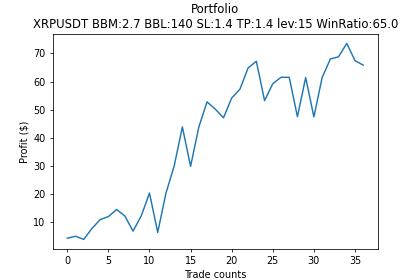 Portfolio
XRPUSDT BBM:2.7 BBL:140 SL:1.4 TP:1.4 lev:15 WinRatio:65.0
Profit ($)
70
60
50
40
30
20
10
0 5 10 15 20 25 30 35
Trade counts